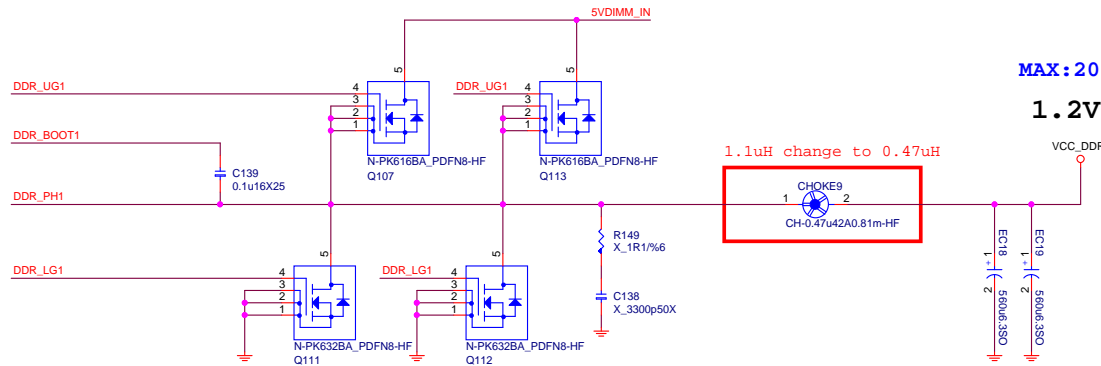 5VDIMM_IN
MAX:20
1.2V
VCC_DDR
DDR_UG1
DDR_UG1
5
4
3
2
1
N-PK616BA_PDFN8-HF
Q107
5
4
3
2
1
N-PK616BA_PDFN8-HF
Q113
DDR_BOOT1
C139
0.1u16X25
DDR_PH1
1.1uH change to 0.47uH
CHOKE9
1
2
CH-0.47u42A0.81m-HF
R149
X_1R1/%6
C138
X_3300p50X
DDR_LG1
DDR_LG1
5
4
3
2
1
N-PK632BA_PDFN8-HF
Q111
5
4
3
2
1
N-PK632BA_PDFN8-HF
Q112
EC18
+
1
2
560u6.3SO
EC19
+
1
2
560u6.3SO